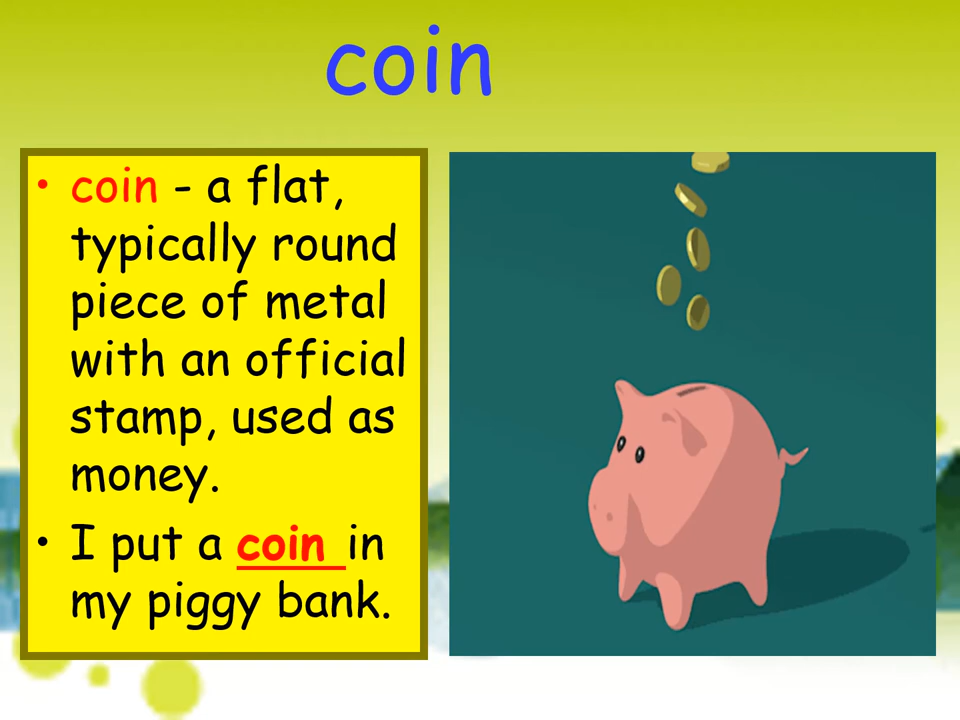 coin
• coin - a flat,
typically round
piece of metal
with an official
stamp, used as
money.
• I put a coin in
my piggy bank.